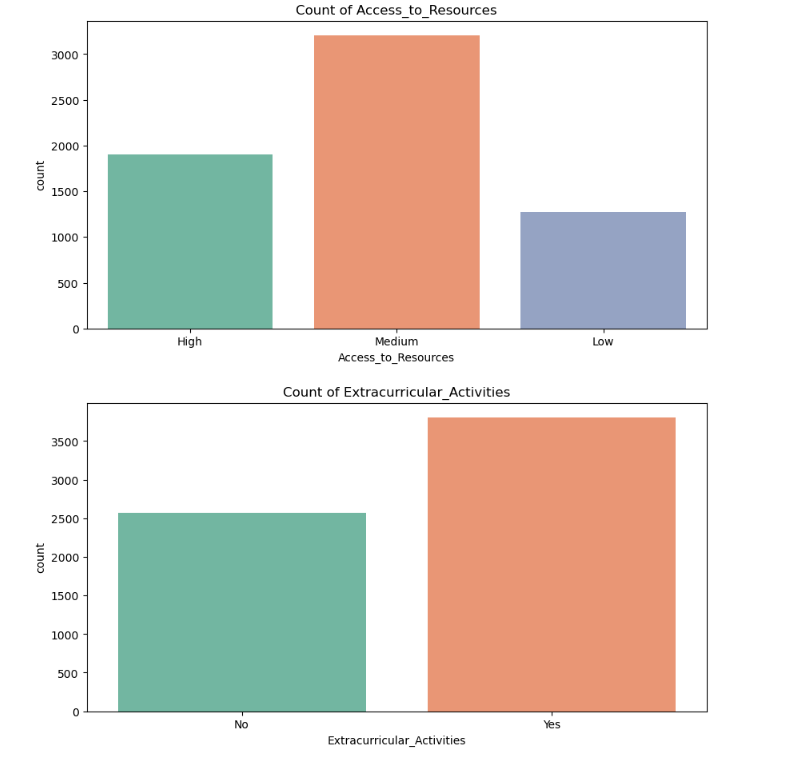 Count of Access_to_Resources
3000
2500
2000
1500
1000
500
0
count
High Medium Low
Access_to_Resources
Count of Extracurricular_Activities
3500
3000
2500
2000
1500
1000
500
0
count
No Yes
Extracurricular_Activities